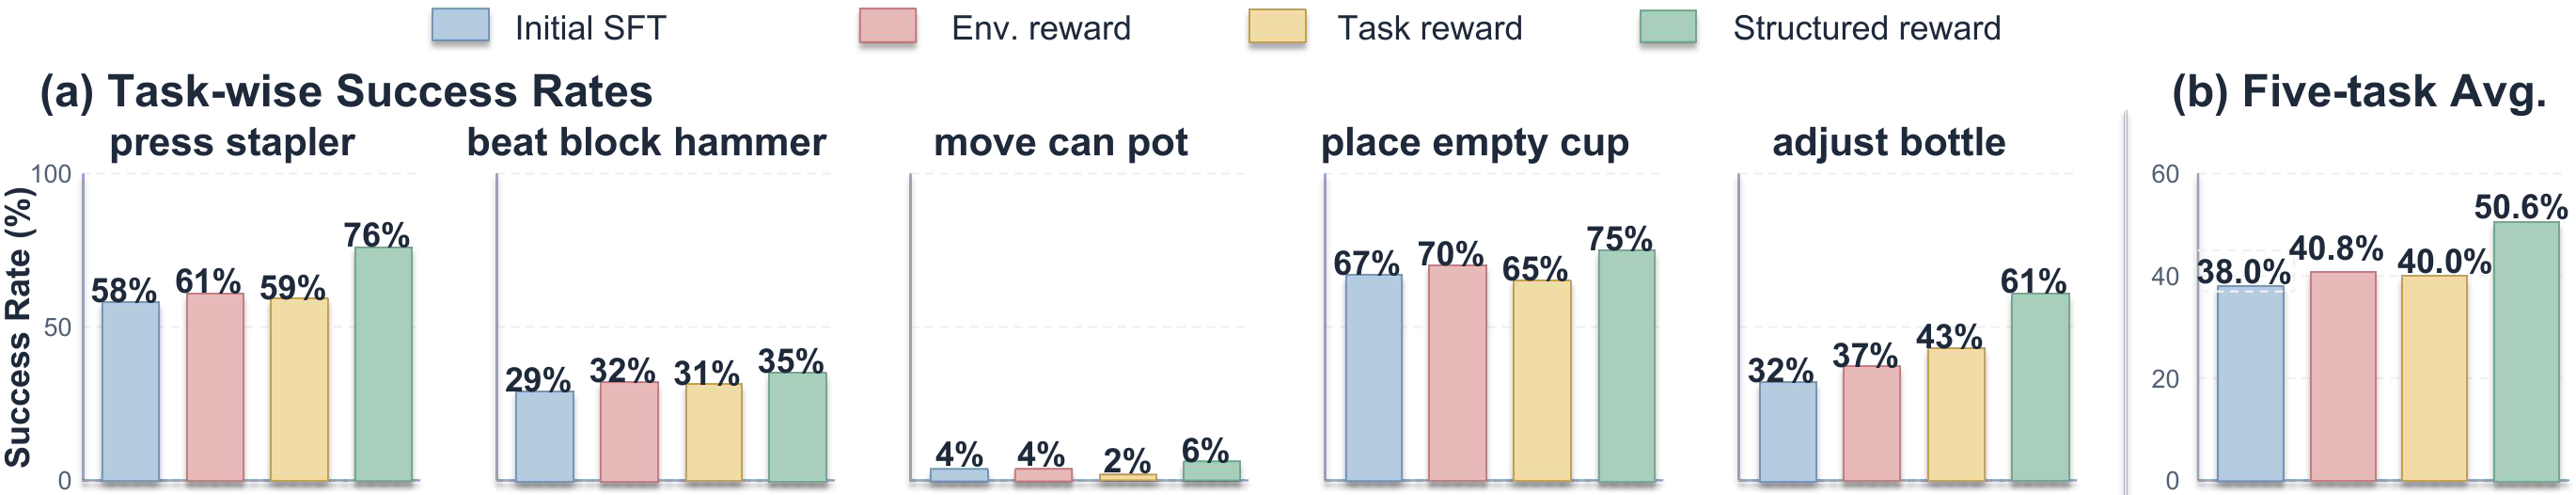 Initial SFT Env. reward Task reward Structured reward
(a) Task-wise Success Rates
(b) Five-task Avg.
press stapler
beat block hammer
move can pot
place empty cup
adjust bottle
Success Rate (%)
100
50
0
58% 61% 59% 76%
29% 32% 31% 35%
4% 4% 2% 6%
67% 70% 65% 75%
32% 37% 43% 61%
60
40
20
0
38.0% 40.8% 40.0% 50.6%